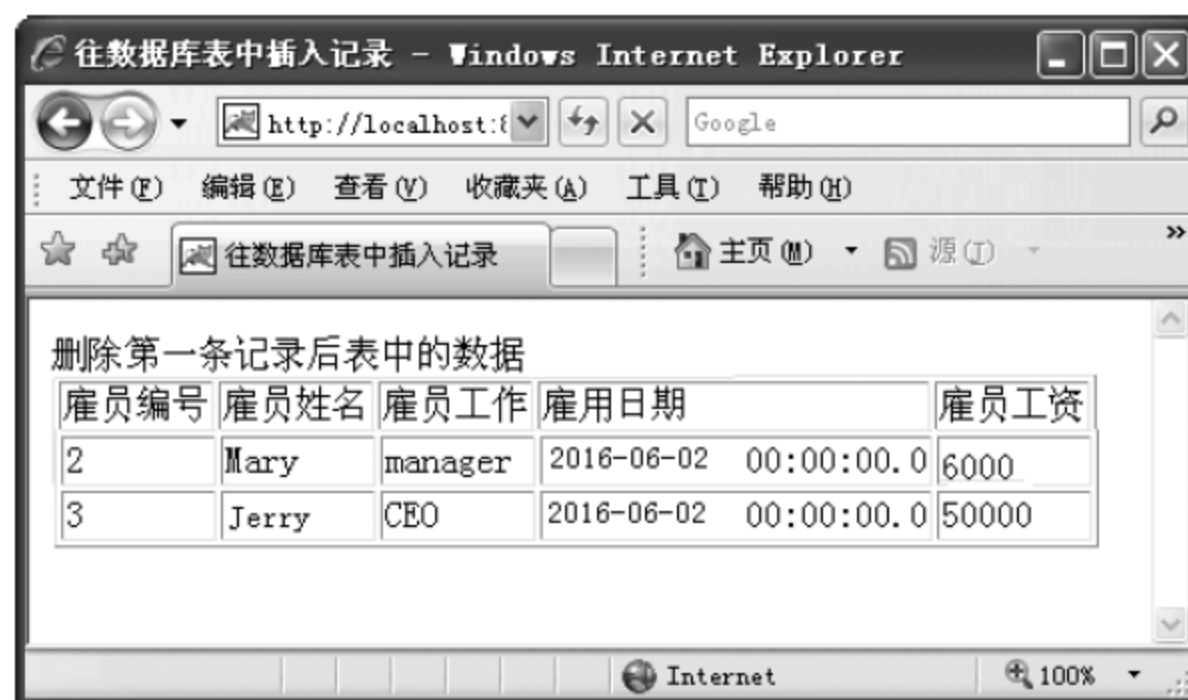 往数据库表中插入记录 - Windows Internet Explorer
http://localhost:8
Google
文件(F) 编辑(E) 查看(V) 收藏夹(A) 工具(T) 帮助(H)
往数据库表中插入记录 主页(M) 源(J) »
删除第一条记录后表中的数据
雇员编号 雇员姓名 雇员工作 雇用日期 雇员工资
2 Mary manager 2016-06-02 00:00:00.0 6000
3 Jerry CEO 2016-06-02 00:00:00.0 50000
Internet 100%